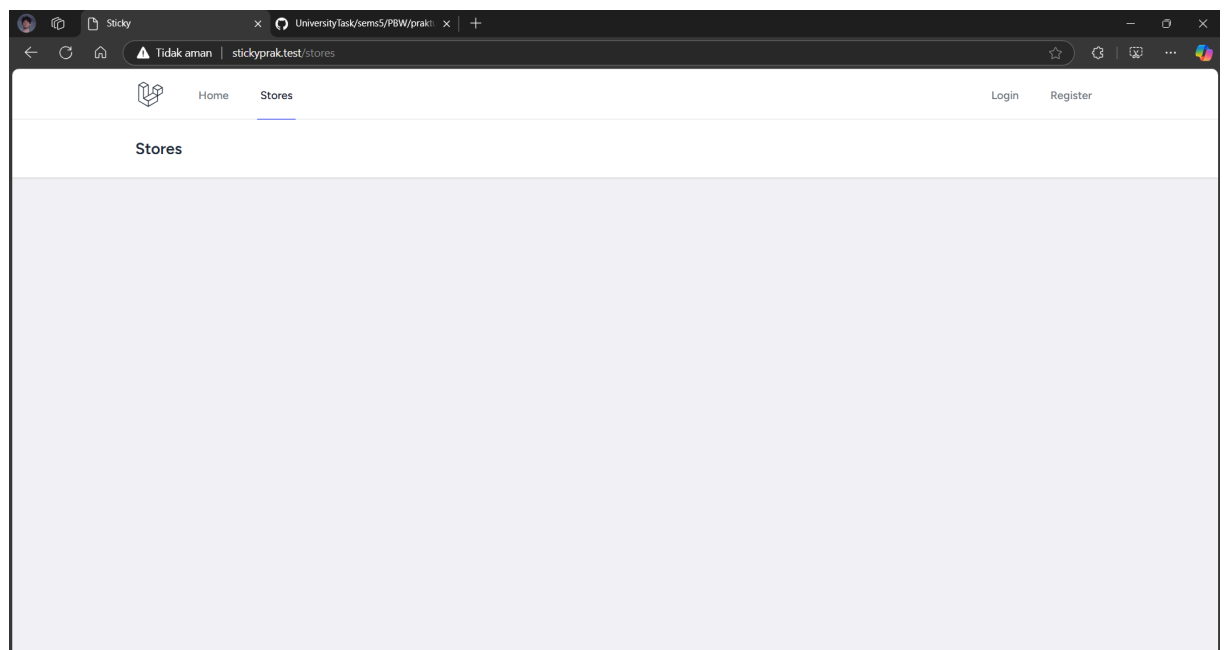 Sticky
UniversityTask/sems5/PBW/prakt
Tidak aman | stickyprak.test/stores
Home Stores Login Register
Stores